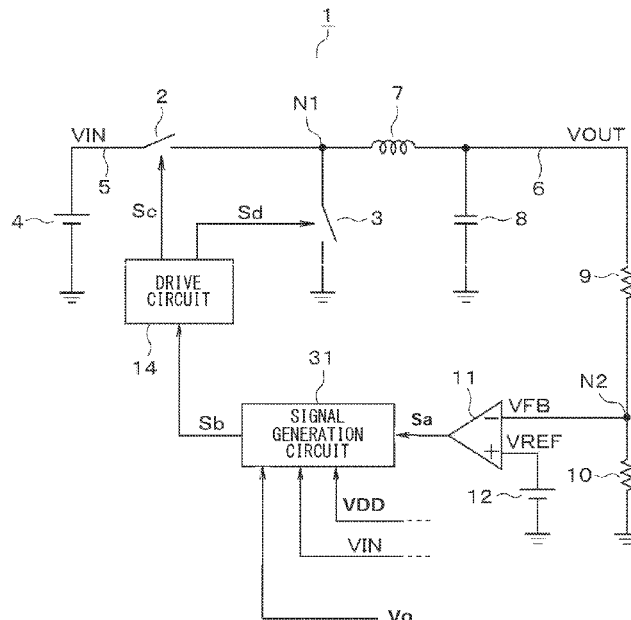 1
2
N1
7
VIN
VOUT
5
6
4
Sc
Sd
3
8
DRIVE
CIRCUIT
9
14
31
11
N2
Sb
SIGNAL
GENERATION
CIRCUIT
Sa
VFB
VREF
10
12
VDD
VIN
Vo